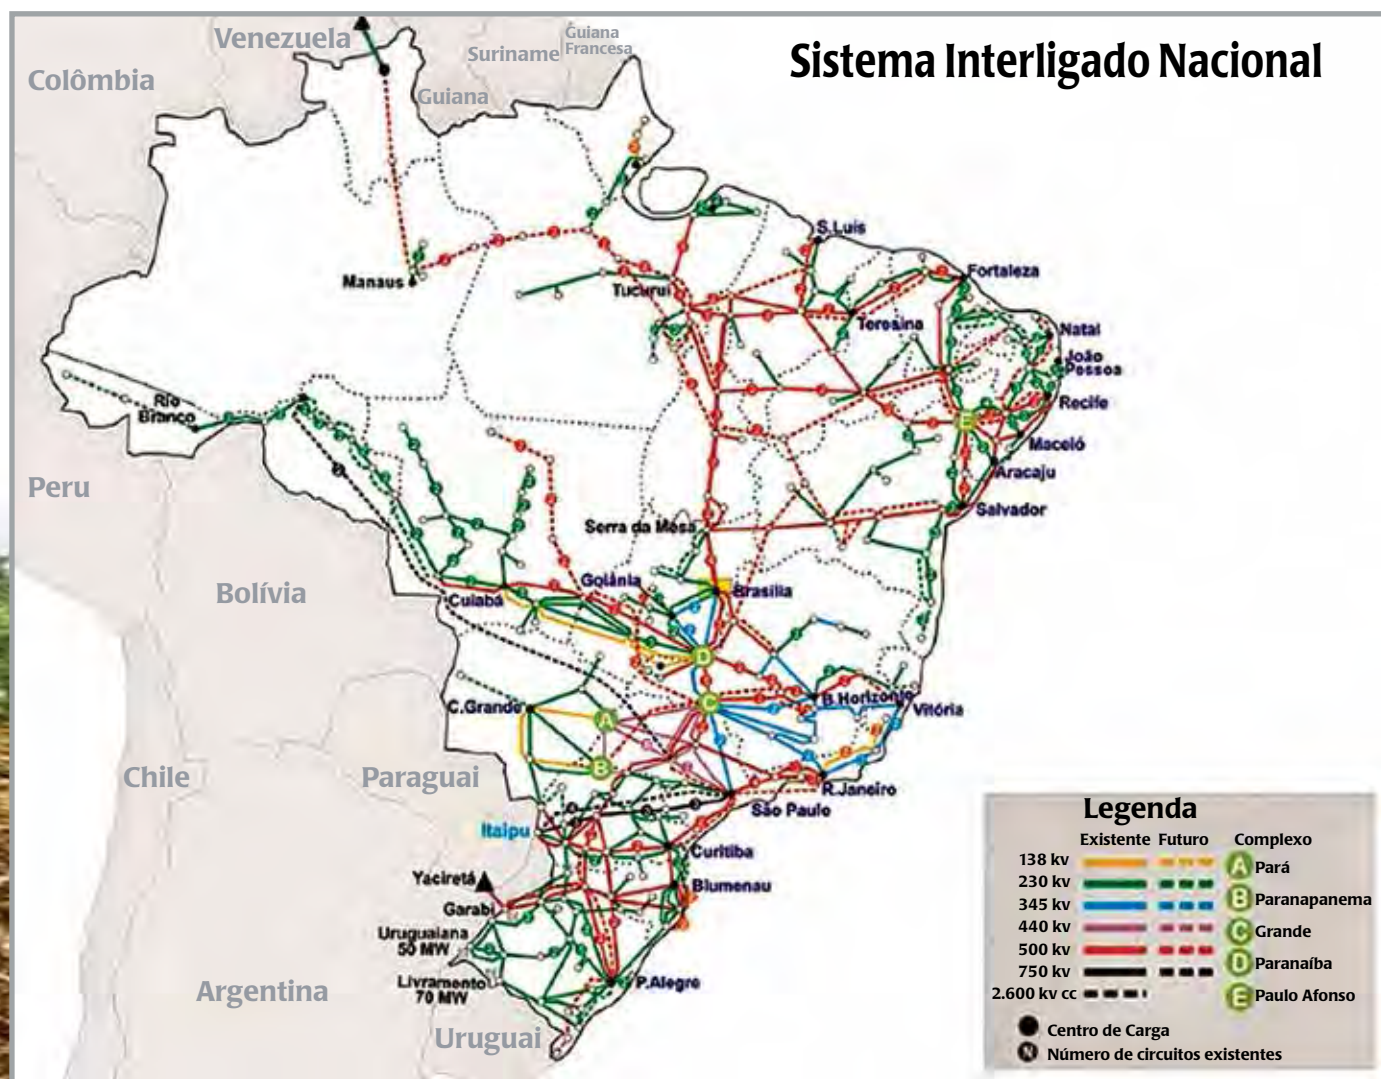 Sistema Interligado Nacional
Venezuela
Suriname
Guiana
Francesa
Colômbia
Guiana
S.Luís
Manaus
Tucuruí
Fortaleza
Teresina
Natal
João
Pessoa
Rio
Branco
Recife
Maceió
Aracaju
Peru
Salvador
Serra da Mesa
Bolívia
Goiânia
Brasília
Cuiabá
D
E
C.Grande
A
C
B.Horizonte
Vitória
Chile
Paraguai
B
R.Janeiro
São Paulo
Itaipu
Curitiba
Yaciretá
Blumenau
Garabi
Uruguaiana
50 MW
Livramento
70 MW
P.Alegre
Argentina
Uruguai
Legenda
Existente Futuro Complexo
138 kv
230 kv
345 kv
440 kv
500 kv
750 kv
2.600 kv cc
A Pará
B Paranapanema
C Grande
D Paranaíba
E Paulo Afonso
Centro de Carga
N Número de circuitos existentes